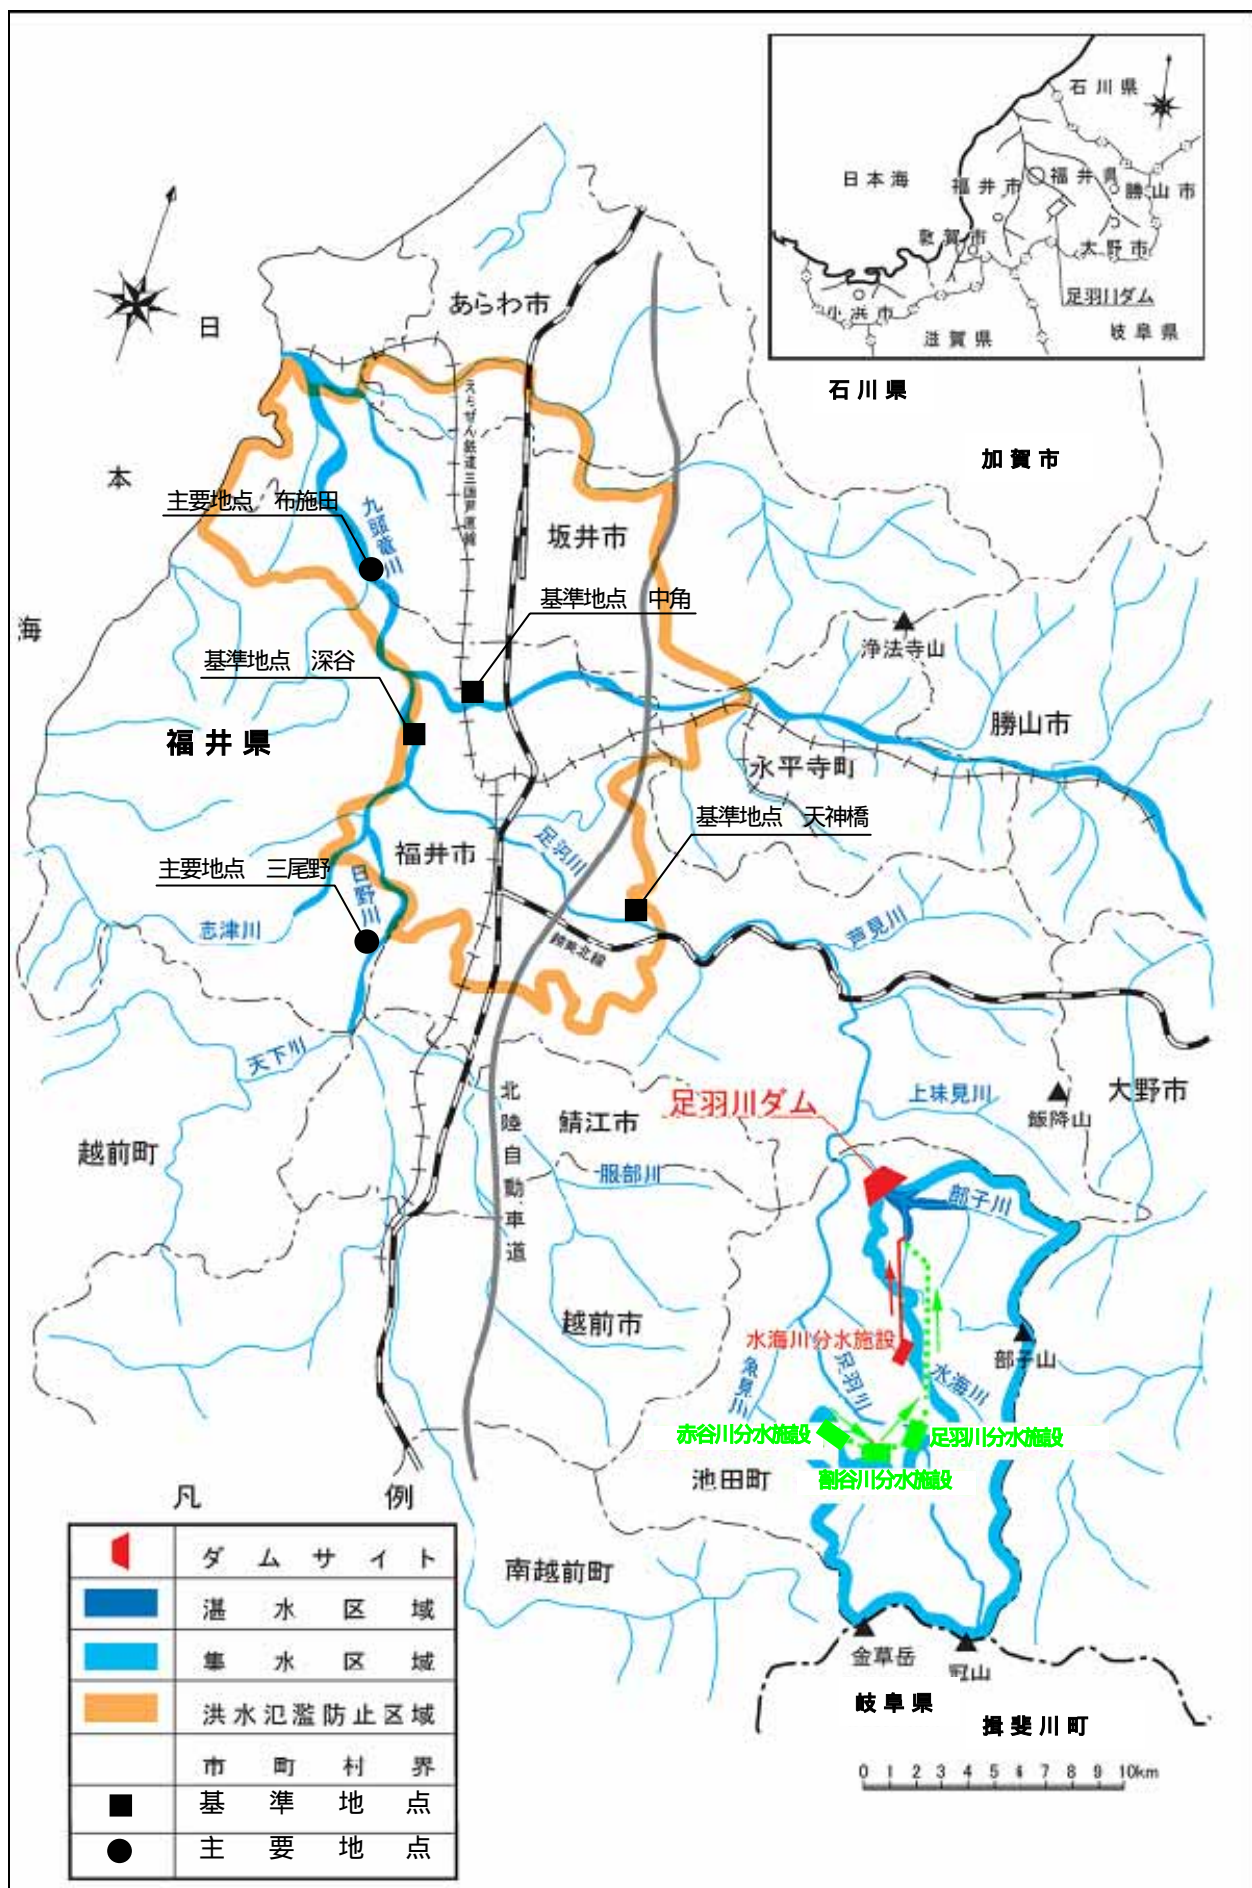 石川県
日本海
福井市
福井県
勝山市
敦賀市
大野市
足羽川ダム
小浜市
滋賀県
岐阜県
石川県
加賀市
日
本
海
あらわ市
えちぜん鉄道三国芦原線
主要地点 布施田
九頭竜川
坂井市
基準地点 中角
浄法寺山
基準地点 深谷
福井県
勝山市
永平寺町
基準地点 天神橋
足羽川
福井市
主要地点 三尾野
日野川
志津川
芦見川
越美北線
天下川
北陸自動車道
足羽川ダム
上味見川
大野市
飯降山
鯖江市
越前町
服部川
部子川
越前市
水海川分水施設
部子山
魚見川
足羽川
水海川
赤谷川分水施設
足羽川分水施設
割谷川分水施設
池田町
凡例
ダムサイト
湛水区域
集水区域
洪水氾濫防止区域
市町村界
基準地点
主要地点
南越前町
金草岳
冠山
岐阜県
揖斐川町
0 1 2 3 4 5 6 7 8 9 10km